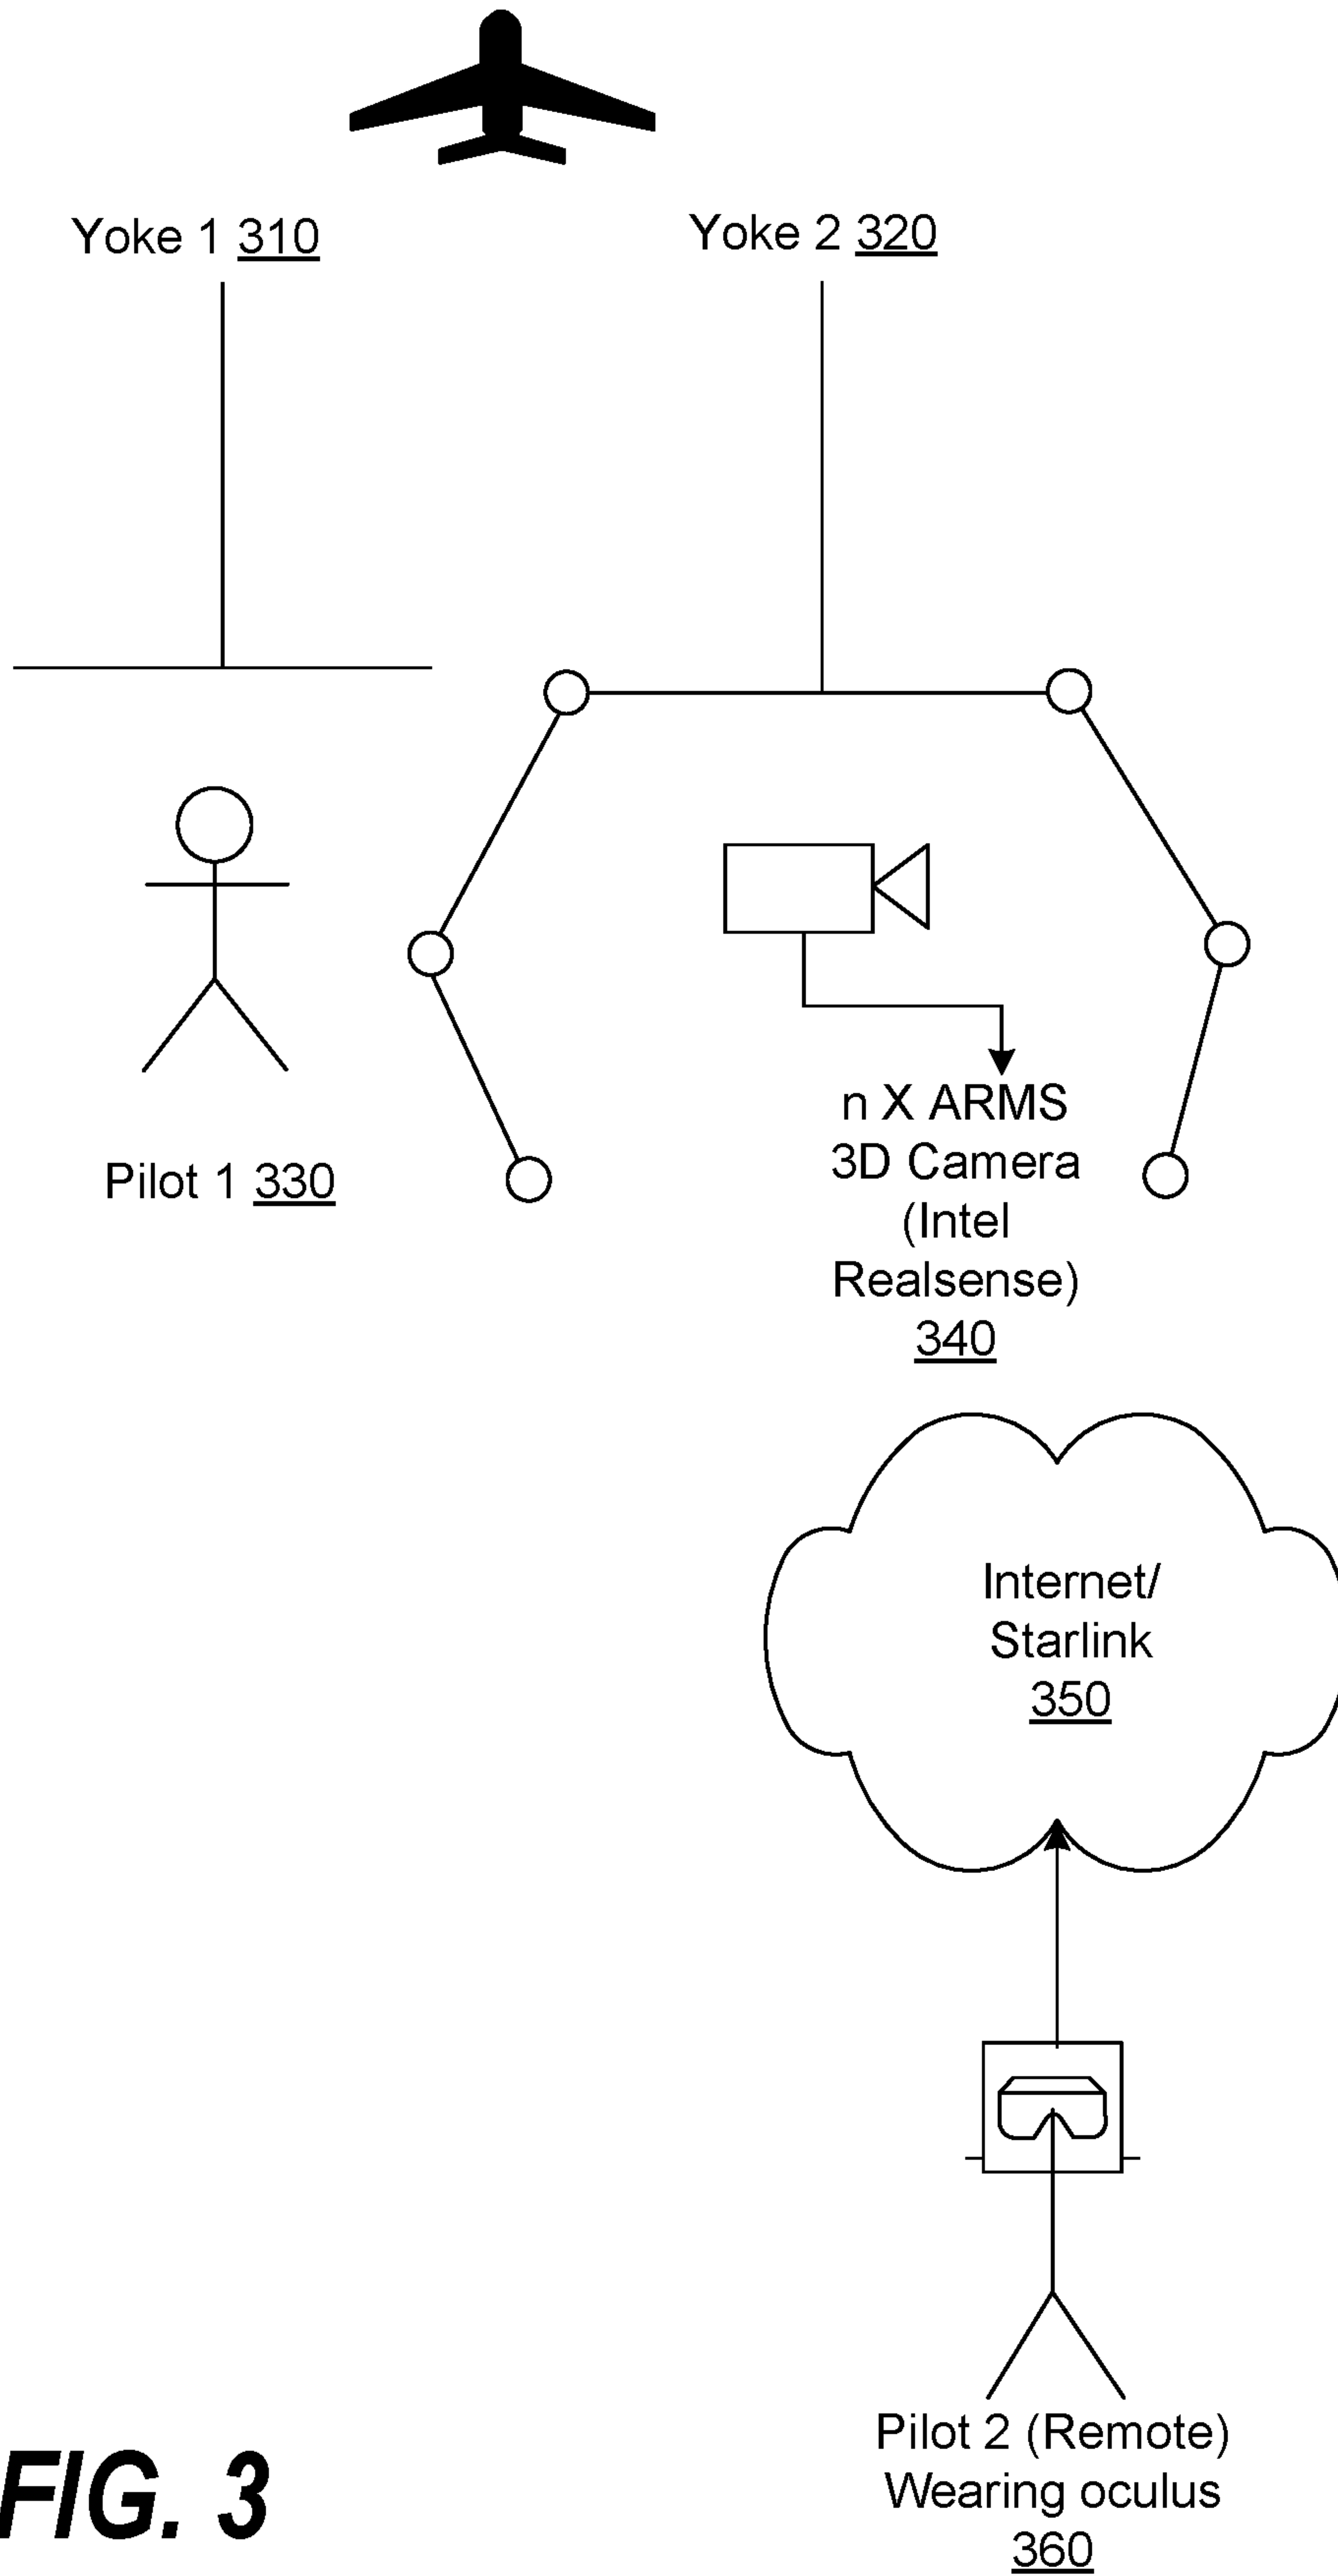 Yoke 1 310
Yoke 2 320
Pilot 1 330
n X ARMS
3D Camera
(Intel
Realsense)
340
Internet/
Starlink
350
Pilot 2 (Remote)
Wearing oculus
360
FIG. 3